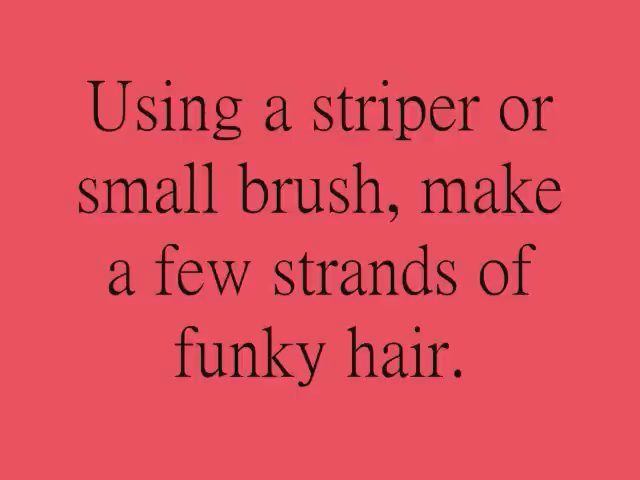 Using a striper or
small brush, make
a few strands of
funky hair.